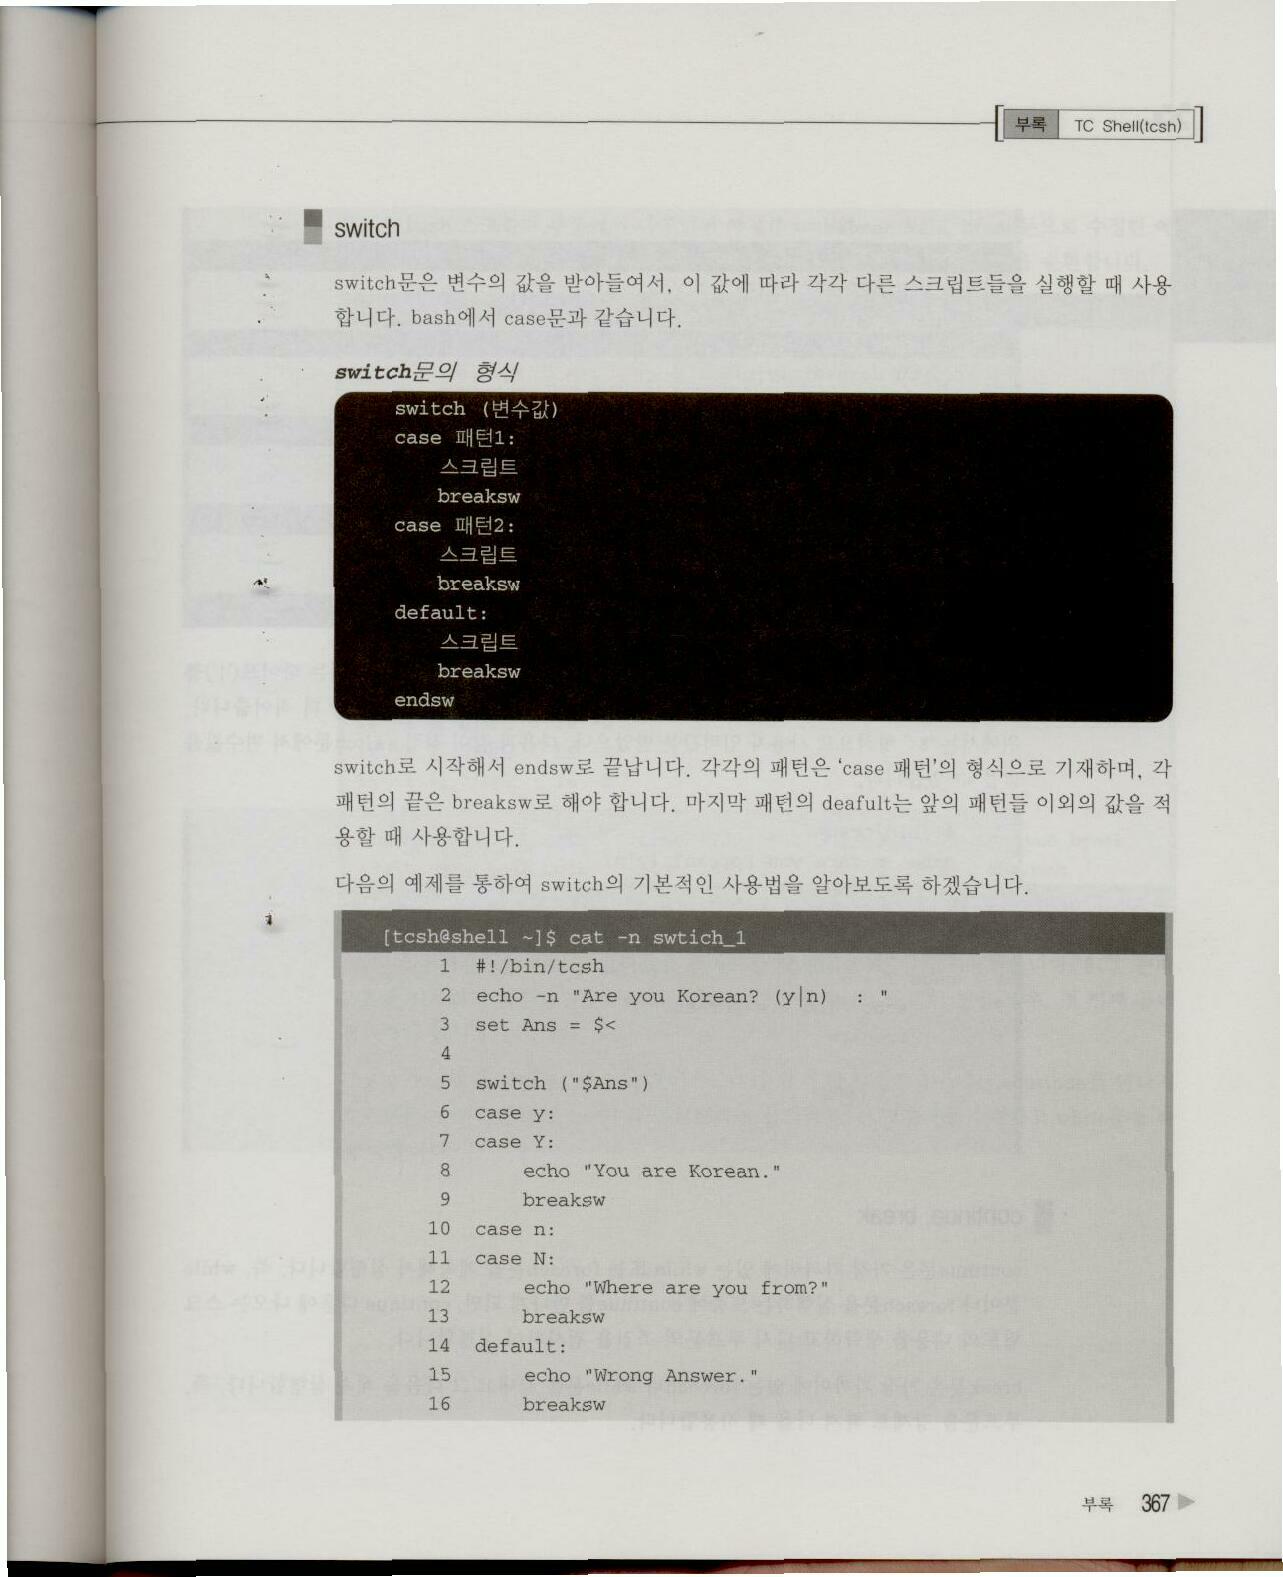 부록 TC Shell(tcsh)
switch
switch문은 변수의 값을 받아들여서, 이 값에 따라 각각 다른 스크립트들을 실행할 때 사용
합니다. bash에서 case문과 같습니다.
switch문의 형식
switch (변수값)
case 패턴1:
스크립트
breaksw
case 패턴2:
스크립트
breaksw
default:
스크립트
breaksw
endsw
switch로 시작해서 endsw로 끝납니다. 각각의 패턴은 'case 패턴'의 형식으로 기재하며, 각
패턴의 끝은 breaksw로 해야 합니다. 마지막 패턴의 deafult는 앞의 패턴들 이외의 값을 적
용할 때 사용합니다.
다음의 예제를 통하여 switch의 기본적인 사용법을 알아보도록 하겠습니다.
[tcsh@shell ~]$ cat -n swtich_1
1 #!/bin/tcsh
2 echo -n "Are you Korean? (y|n) : "
3 set Ans = $<
4
5 switch ("$Ans")
6 case y:
7 case Y:
8 echo "You are Korean."
9 breaksw
10 case n:
11 case N:
12 echo "Where are you from?"
13 breaksw
14 default:
15 echo "Wrong Answer."
16 breaksw
부록 367